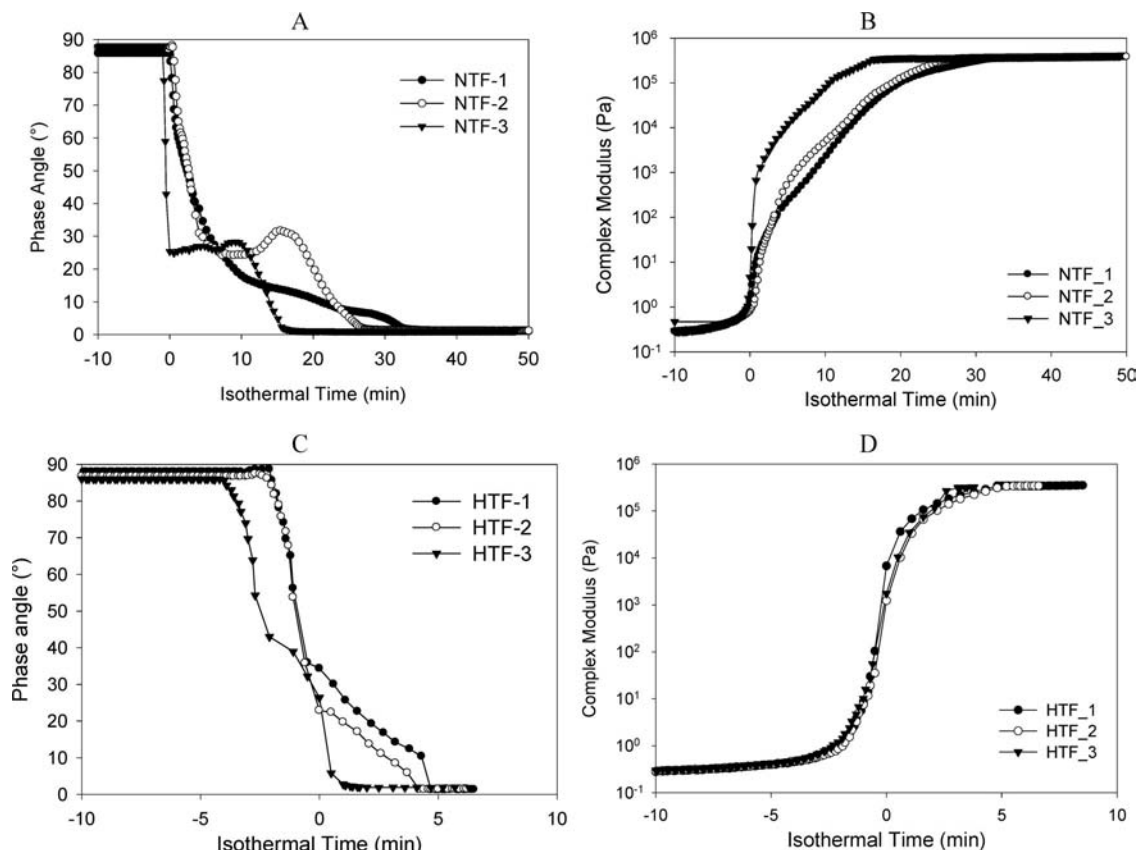 A
90
80
70
60
50
40
30
20
10
0
Phase Angle (°)
NTF-1
NTF-2
NTF-3
-10 0 10 20 30 40 50
Isothermal Time (min)
B
10^6
10^5
10^4
10^3
10^2
10^1
10^0
10^-1
Complex Modulus (Pa)
NTF_1
NTF_2
NTF_3
-10 0 10 20 30 40 50
Isothermal Time (min)
C
90
80
70
60
50
40
30
20
10
0
Phase angle (°)
HTF-1
HTF-2
HTF-3
-10 -5 0 5 10
Isothermal Time (min)
D
10^6
10^5
10^4
10^3
10^2
10^1
10^0
10^-1
Complex Modulus (Pa)
HTF_1
HTF_2
HTF_3
-10 -5 0 5 10
Isothermal Time (min)